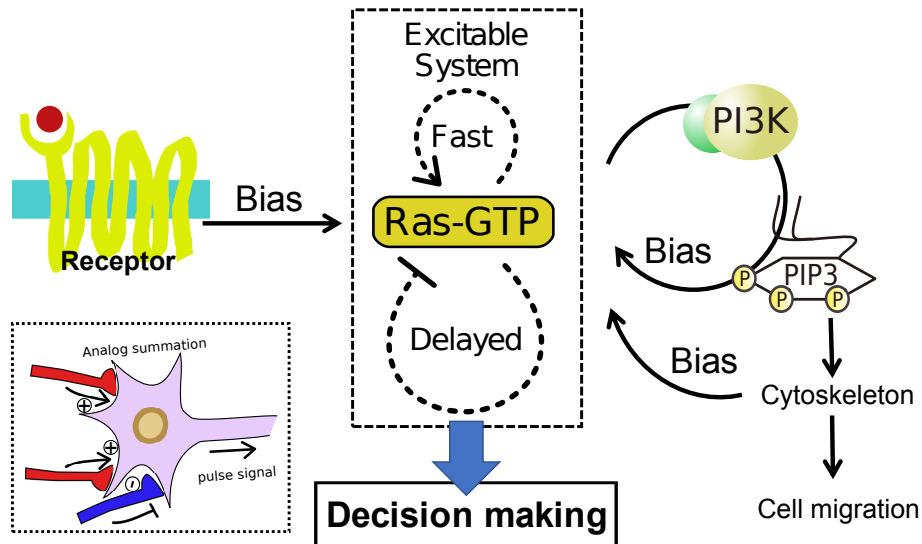 Excitable
System
Fast
Ras-GTP
Delayed
Bias
Receptor
PI3K
Bias
PIP3
P
P
P
Bias
Cytoskeleton
Cell migration
Decision making
Analog summation
+
+
-
pulse signal